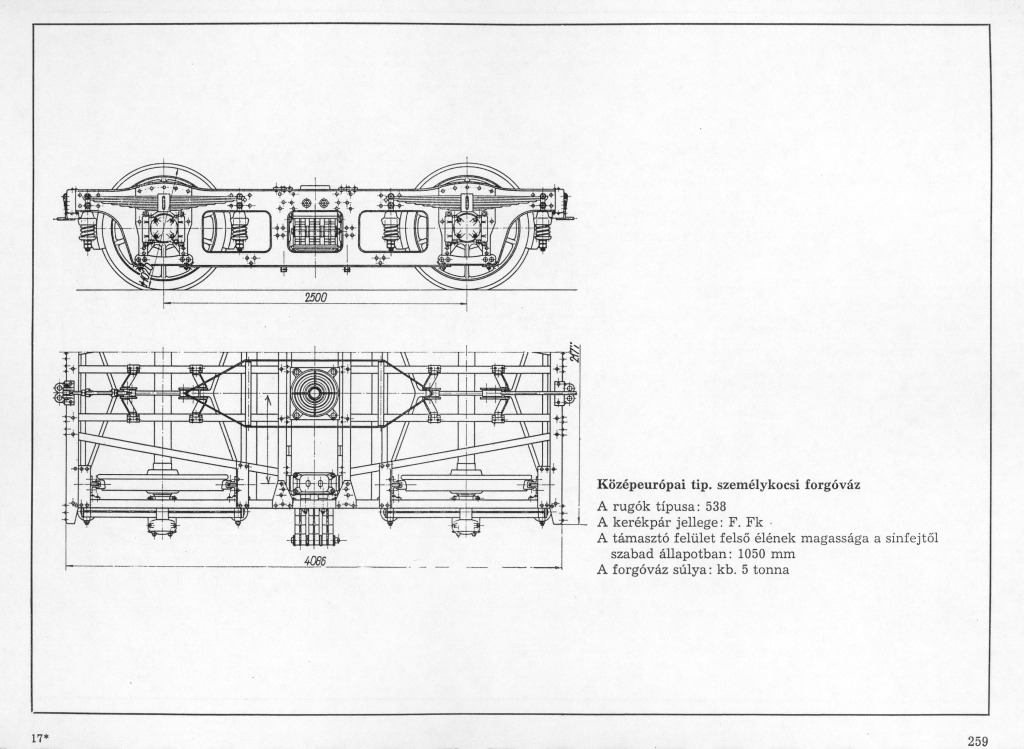 2500
4066
Középeurópai tip. személykocsi forgóváz
A rugók típusa: 538
A kerékpár jellege: F. Fk
A támasztó felület felső élének magassága a sínfejtől
szabad állapotban: 1050 mm
A forgóváz súlya: kb. 5 tonna
17*
259